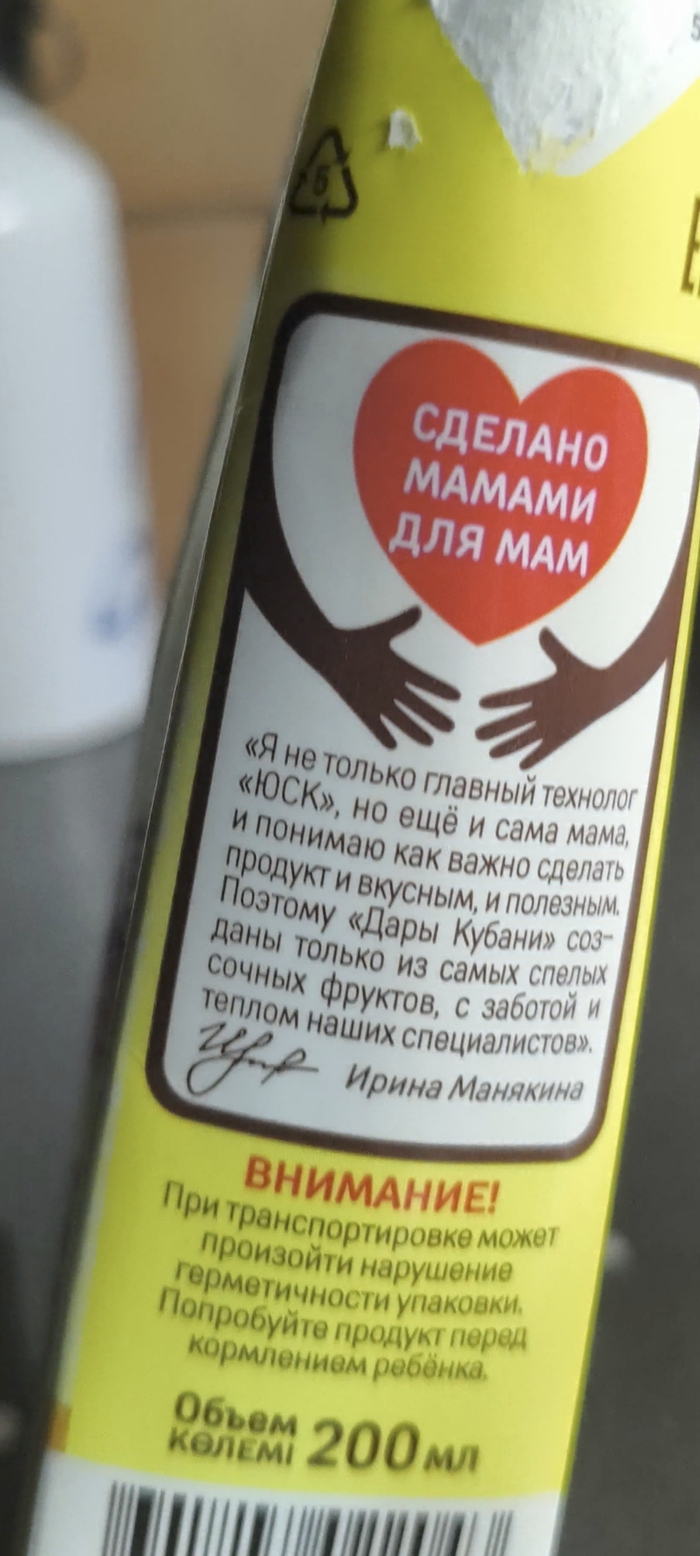 5
СДЕЛАНО
МАМАМИ
ДЛЯ МАМ
«Я не только главный технолог
«ЮСК», но ещё и сама мама,
и понимаю как важно сделать
продукт и вкусным, и полезным.
Поэтому «Дары Кубани» соз-
даны только из самых спелых
сочных фруктов, с заботой и
теплом наших специалистов».
Ирина Манякина
ВНИМАНИЕ!
При транспортировке может
произойти нарушение
герметичности упаковки.
Попробуйте продукт перед
кормлением ребёнка.
Объем
КӨЛЕМІ 200 мл